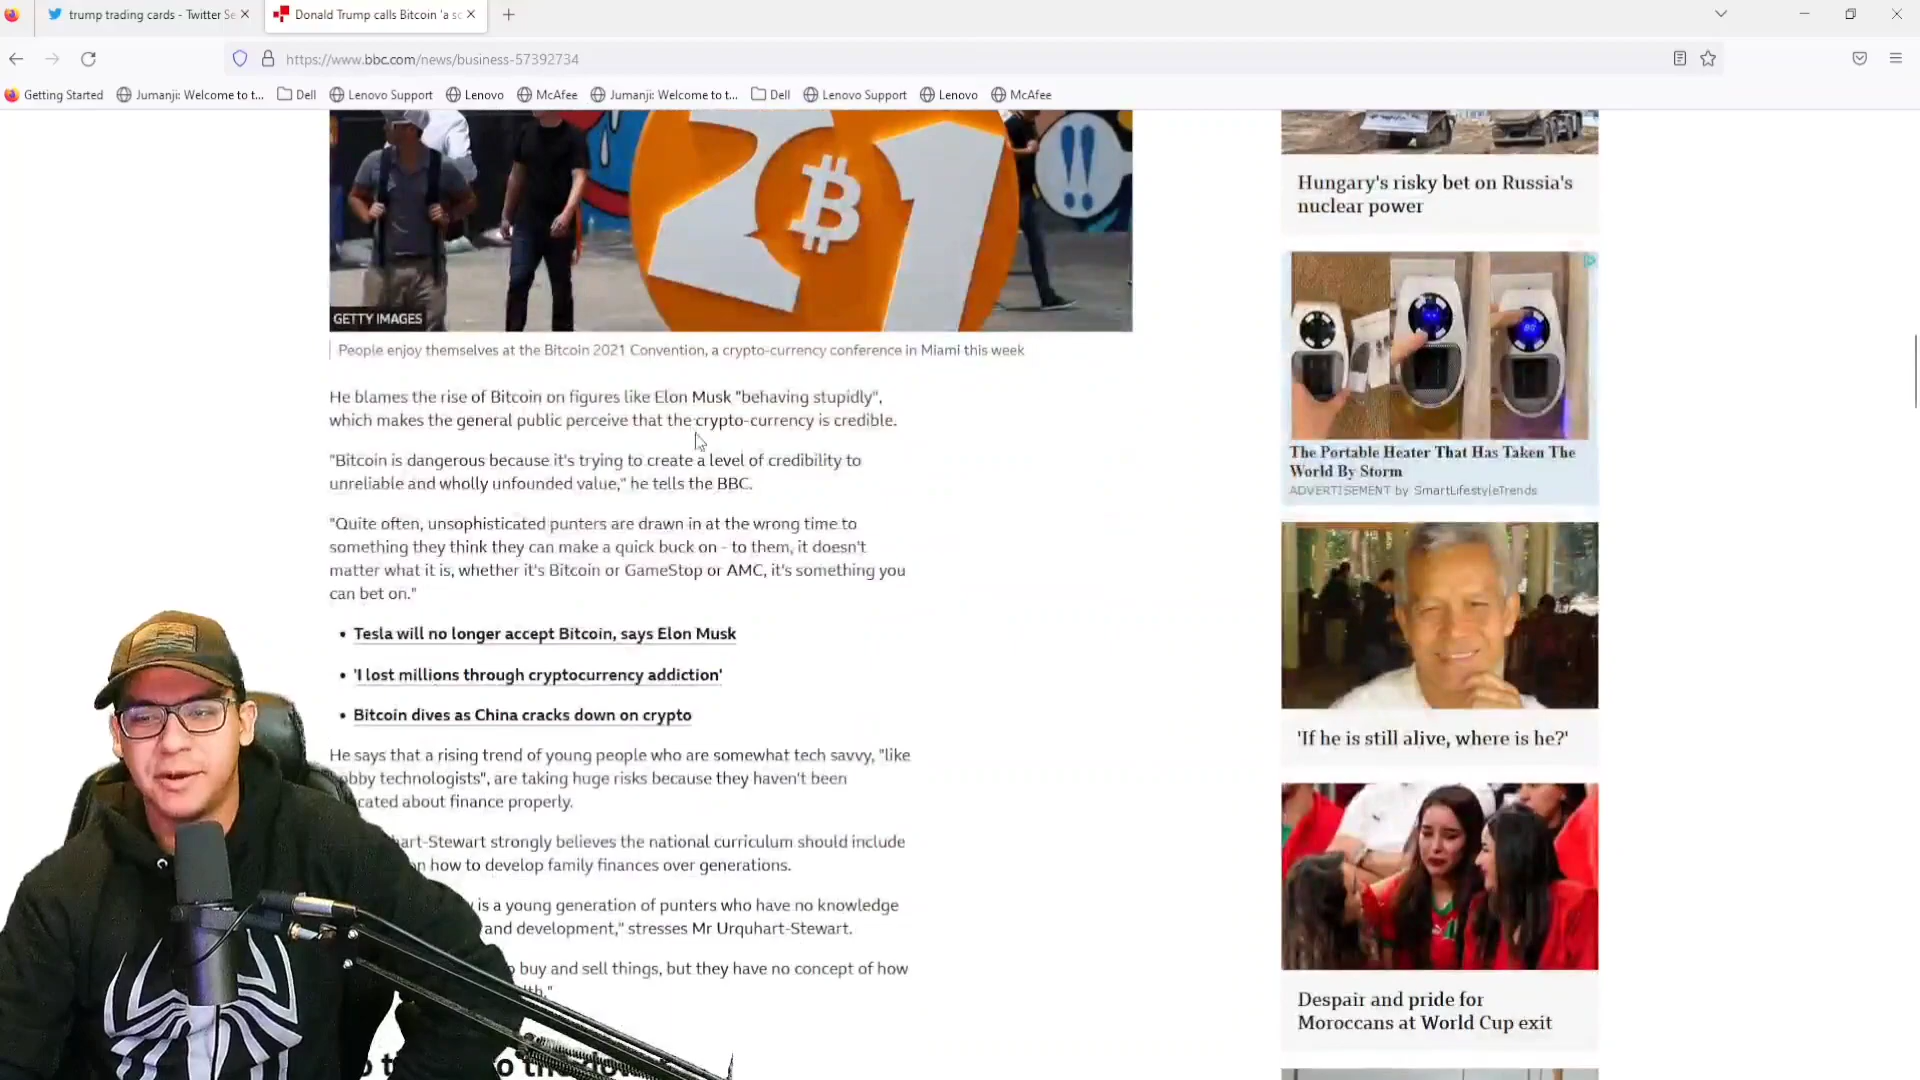 trump trading cards - Twitter Se
Donald Trump calls Bitcoin 'a sc
https://www.bbc.com/news/business-57392734
Getting Started
Jumanji: Welcome to t...
Dell
Lenovo Support
Lenovo
McAfee
Jumanji: Welcome to t...
Dell
Lenovo Support
Lenovo
McAfee
21
GETTY IMAGES
People enjoy themselves at the Bitcoin 2021 Convention, a crypto-currency conference in Miami this week
He blames the rise of Bitcoin on figures like Elon Musk "behaving stupidly",
which makes the general public perceive that the crypto-currency is credible.
"Bitcoin is dangerous because it's trying to create a level of credibility to
unreliable and wholly unfounded value," he tells the BBC.
"Quite often, unsophisticated punters are drawn in at the wrong time to
something they think they can make a quick buck on - to them, it doesn't
matter what it is, whether it's Bitcoin or GameStop or AMC, it's something you
can bet on."
• Tesla will no longer accept Bitcoin, says Elon Musk
• 'I lost millions through cryptocurrency addiction'
• Bitcoin dives as China cracks down on crypto
He says that a rising trend of young people who are somewhat tech savvy, "like
obby technologists", are taking huge risks because they haven't been
cated about finance properly.
hart-Stewart strongly believes the national curriculum should include
on how to develop family finances over generations.
is a young generation of punters who have no knowledge
and development," stresses Mr Urquhart-Stewart.
o buy and sell things, but they have no concept of how
Hungary's risky bet on Russia's
nuclear power
The Portable Heater That Has Taken The
World By Storm
ADVERTISEMENT by SmartLifestyleTrends
'If he is still alive, where is he?'
Despair and pride for
Moroccans at World Cup exit